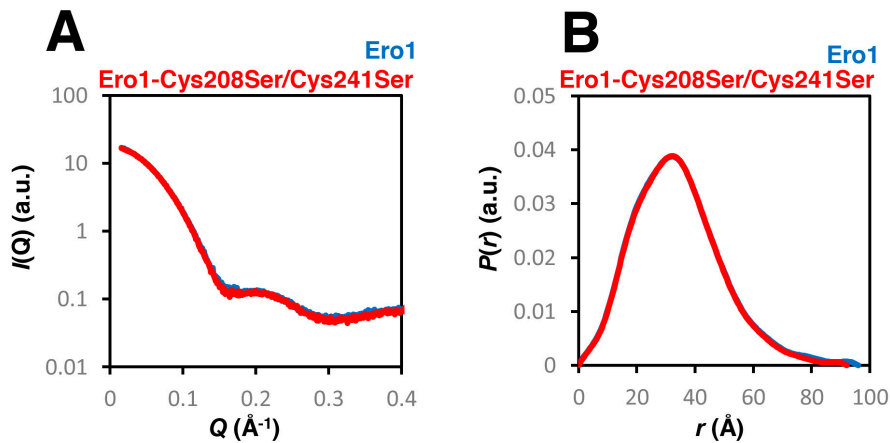 A
Ero1
Ero1-Cys208Ser/Cys241Ser
100
10
1
0.1
0.01
I(Q) (a.u.)
0
0.1
0.2
0.3
0.4
Q (Å-1)
B
Ero1
Ero1-Cys208Ser/Cys241Ser
0.05
0.04
0.03
0.02
0.01
0
P(r) (a.u.)
0
20
40
60
80
100
r (Å)